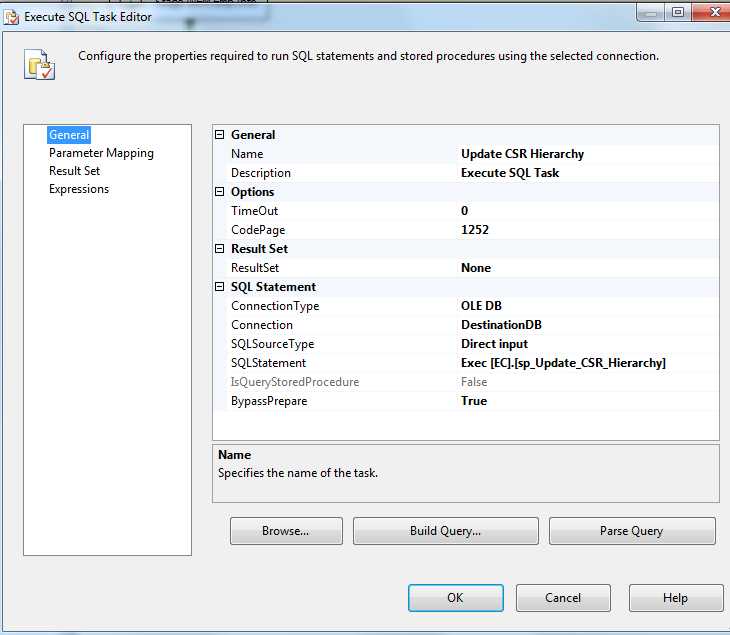 Execute SQL Task Editor
Configure the properties required to run SQL statements and stored procedures using the selected connection.
General
Parameter Mapping
Result Set
Expressions
General
Name Update CSR Hierarchy
Description Execute SQL Task
Options
TimeOut 0
CodePage 1252
Result Set
ResultSet None
SQL Statement
ConnectionType OLE DB
Connection DestinationDB
SQLSourceType Direct input
SQLStatement Exec [EC].[sp_Update_CSR_Hierarchy]
IsQueryStoredProcedure False
BypassPrepare True
Name
Specifies the name of the task.
Browse... Build Query... Parse Query
OK Cancel Help